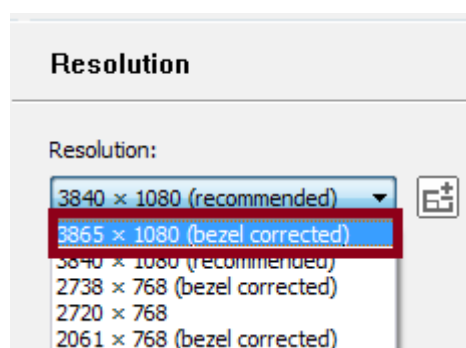 Resolution
Resolution:
3840 × 1080 (recommended)
3865 × 1080 (bezel corrected)
3840 × 1080 (recommended)
2738 × 768 (bezel corrected)
2720 × 768
2061 × 768 (bezel corrected)